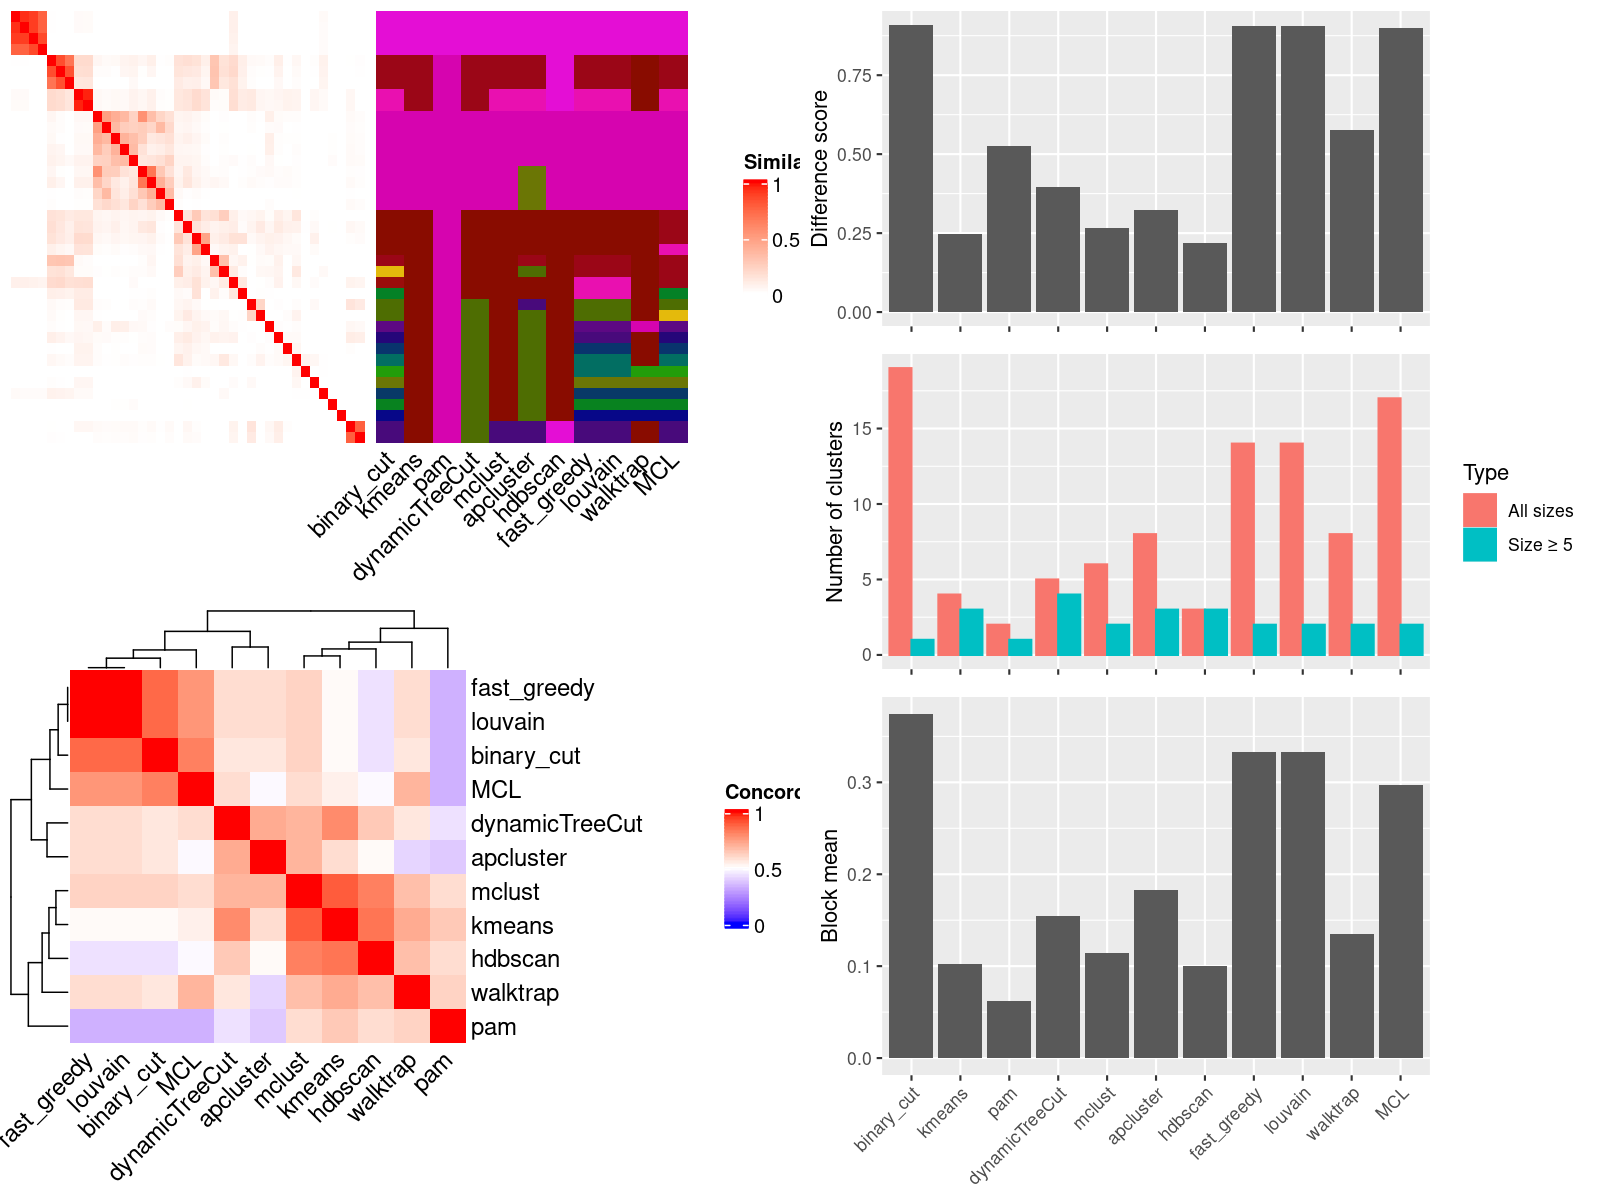 Simila
1
0.5
0
binary_cut
kmeans
pam
dynamicTreeCut
mclust
apcluster
hdbscan
fast_greedy
louvain
walktrap
MCL
fast_greedy
louvain
binary_cut
MCL
dynamicTreeCut
apcluster
mclust
kmeans
hdbscan
walktrap
pam
Concord
1
0.5
0
fast_greedy
louvain
binary_cut
MCL
dynamicTreeCut
apcluster
mclust
kmeans
hdbscan
walktrap
pam
Difference score
0.75
0.50
0.25
0.00
Number of clusters
15
10
5
0
Type
All sizes
Size ≥ 5
Block mean
0.3
0.2
0.1
0.0
binary_cut
kmeans
pam
dynamicTreeCut
mclust
apcluster
hdbscan
fast_greedy
louvain
walktrap
MCL